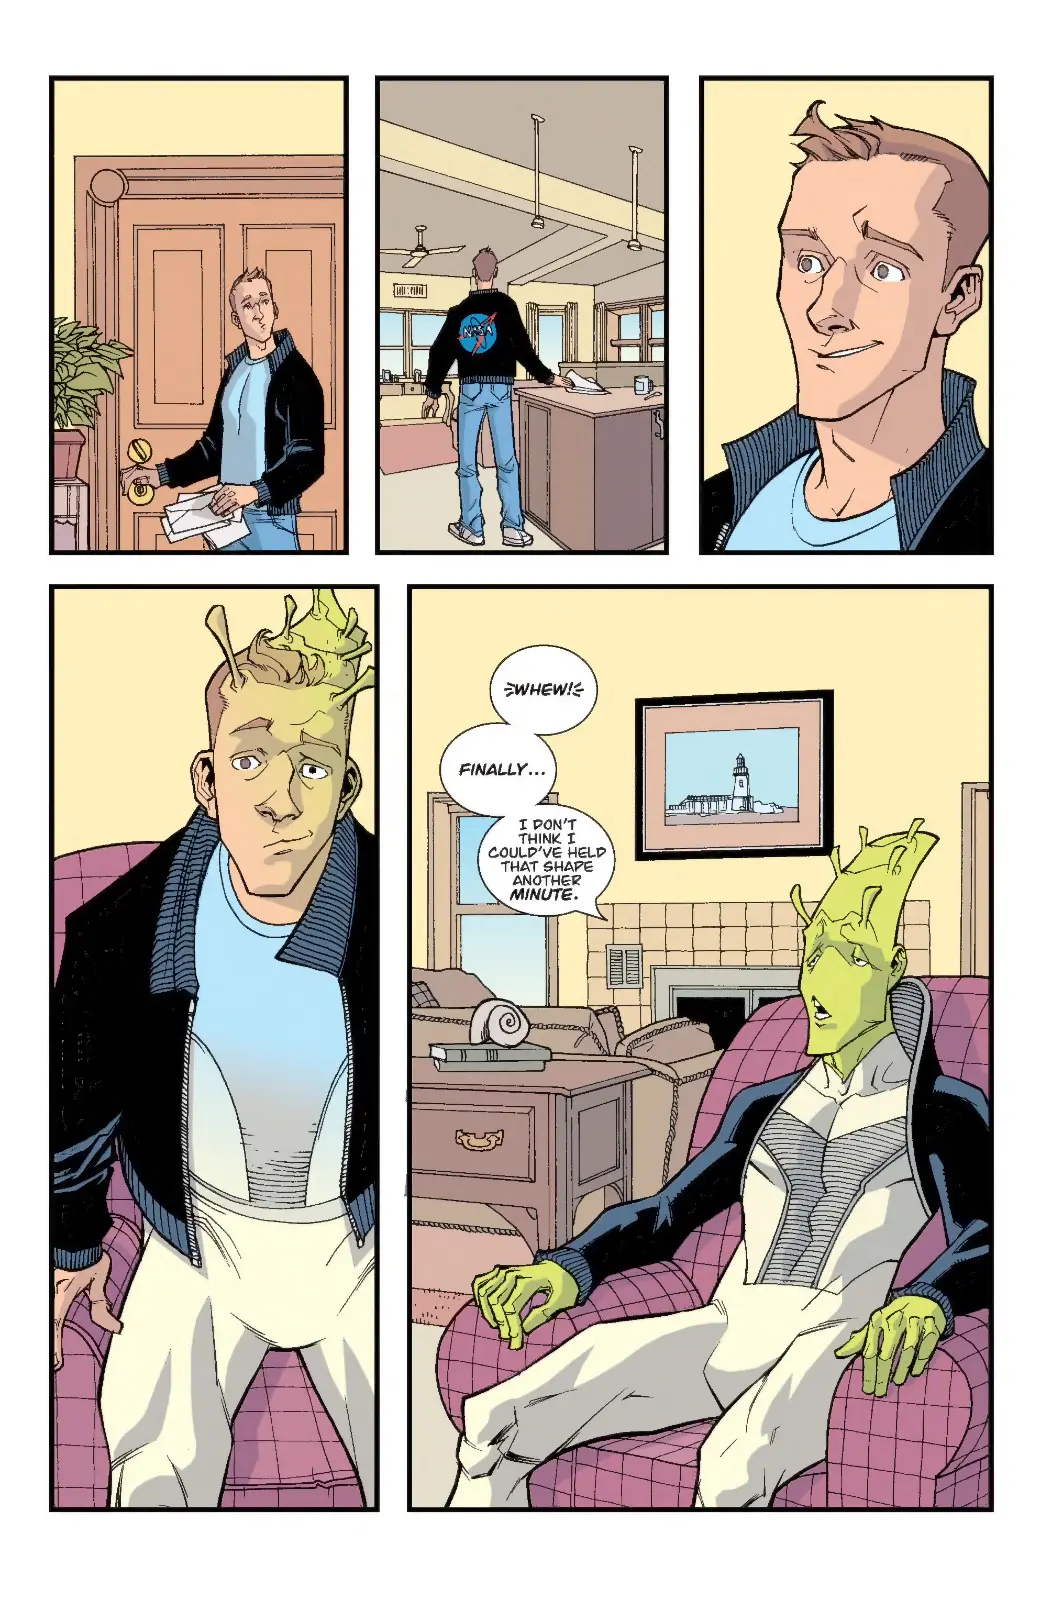 NASA
WHEW!
FINALLY...
I DON'T
THINK I
COULD'VE HELD
THAT SHAPE
ANOTHER
MINUTE.